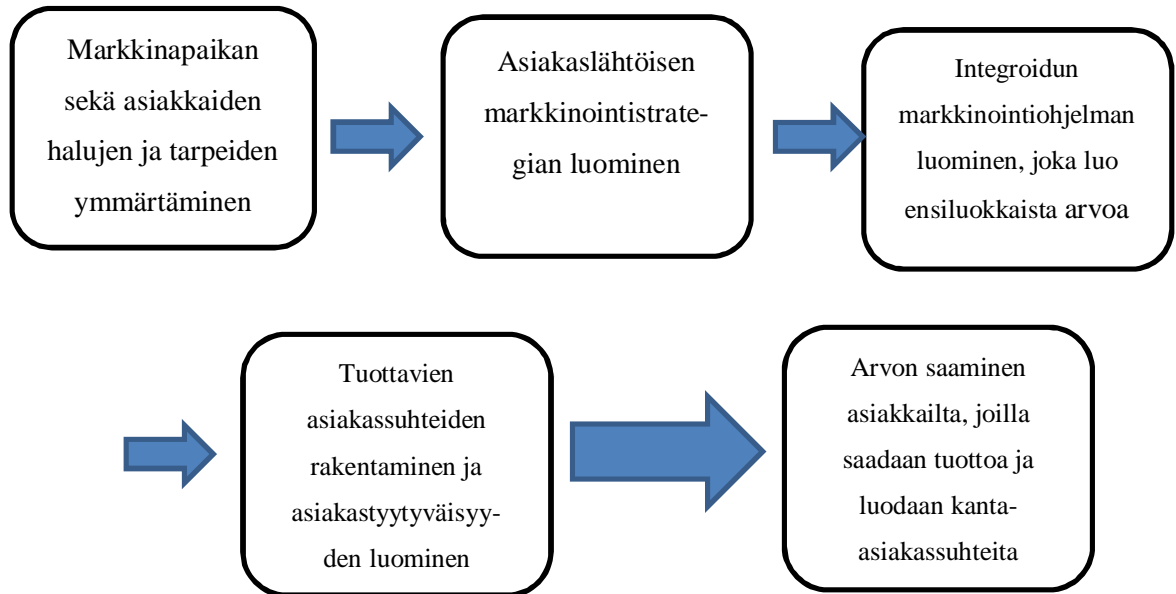 Markkinapaikan
sekä asiakkaiden
halujen ja tarpeiden
ymmärtäminen
Asiakaslähtöisen
markkinointistrate-
gian luominen
Integroidun
markkinointiohjelman
luominen, joka luo
ensiluokkaista arvoa
Tuottavien
asiakassuhteiden
rakentaminen ja
asiakastyytyväisyy-
den luominen
Arvon saaminen
asiakkailta, joilla
saadaan tuottoa ja
luodaan kanta-
asiakassuhteita